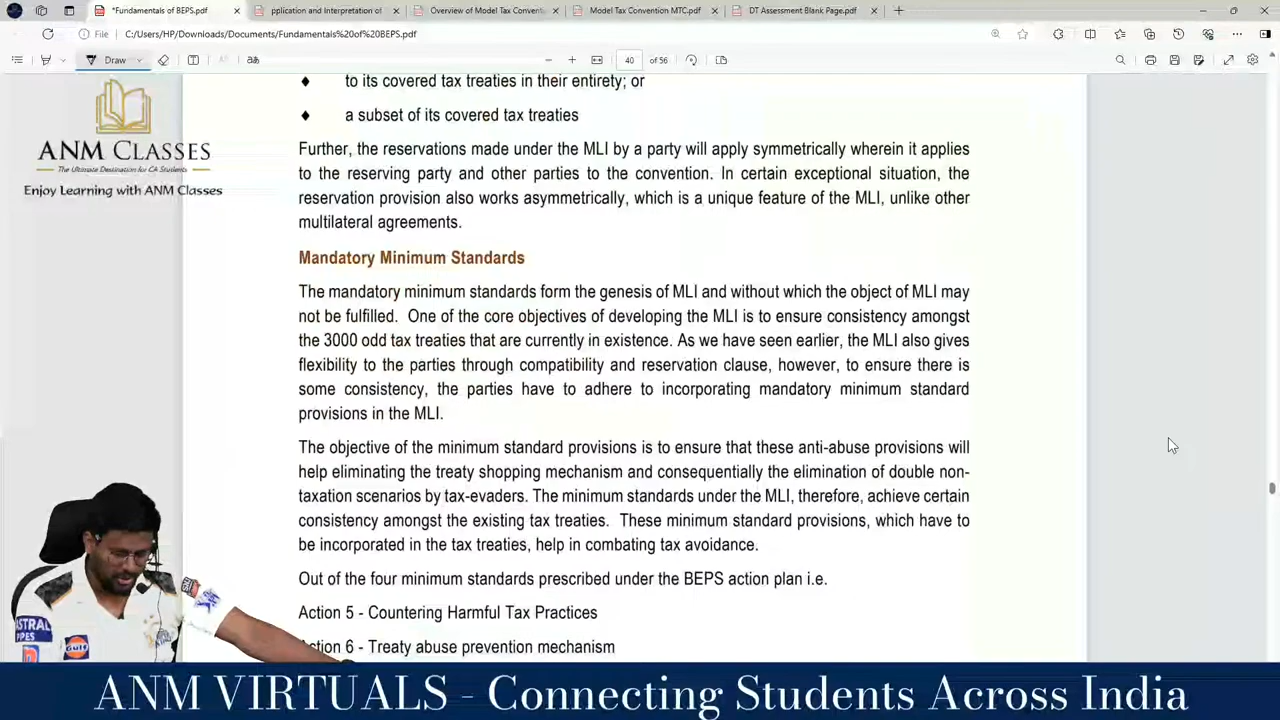 *Fundamentals of BEPS.pdf
pplication and Interpretation of
Overview of Model Tax Conventi
Model Tax Convention MTC.pdf
DT Assessment Blank Page.pdf
File
C:/Users/HP/Downloads/Documents/Fundamentals%20of%20BEPS.pdf
Draw
40 of 56
ANM CLASSES
The Ultimate Destination for CA Students
Enjoy Learning with ANM Classes
♦ to its covered tax treaties in their entirety; or
♦ a subset of its covered tax treaties
Further, the reservations made under the MLI by a party will apply symmetrically wherein it applies
to the reserving party and other parties to the convention. In certain exceptional situation, the
reservation provision also works asymmetrically, which is a unique feature of the MLI, unlike other
multilateral agreements.
Mandatory Minimum Standards
The mandatory minimum standards form the genesis of MLI and without which the object of MLI may
not be fulfilled. One of the core objectives of developing the MLI is to ensure consistency amongst
the 3000 odd tax treaties that are currently in existence. As we have seen earlier, the MLI also gives
flexibility to the parties through compatibility and reservation clause, however, to ensure there is
some consistency, the parties have to adhere to incorporating mandatory minimum standard
provisions in the MLI.
The objective of the minimum standard provisions is to ensure that these anti-abuse provisions will
help eliminating the treaty shopping mechanism and consequentially the elimination of double non-
taxation scenarios by tax-evaders. The minimum standards under the MLI, therefore, achieve certain
consistency amongst the existing tax treaties. These minimum standard provisions, which have to
be incorporated in the tax treaties, help in combating tax avoidance.
Out of the four minimum standards prescribed under the BEPS action plan i.e.
Action 5 - Countering Harmful Tax Practices
ction 6 - Treaty abuse prevention mechanism
Gulf
ANM VIRTUALS - Connecting Students Across India